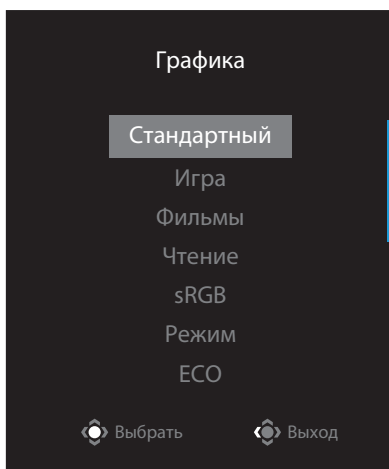 Графика
Стандартный
Игра
Фильмы
Чтение
sRGB
Режим
ECO
Выбрать Выход